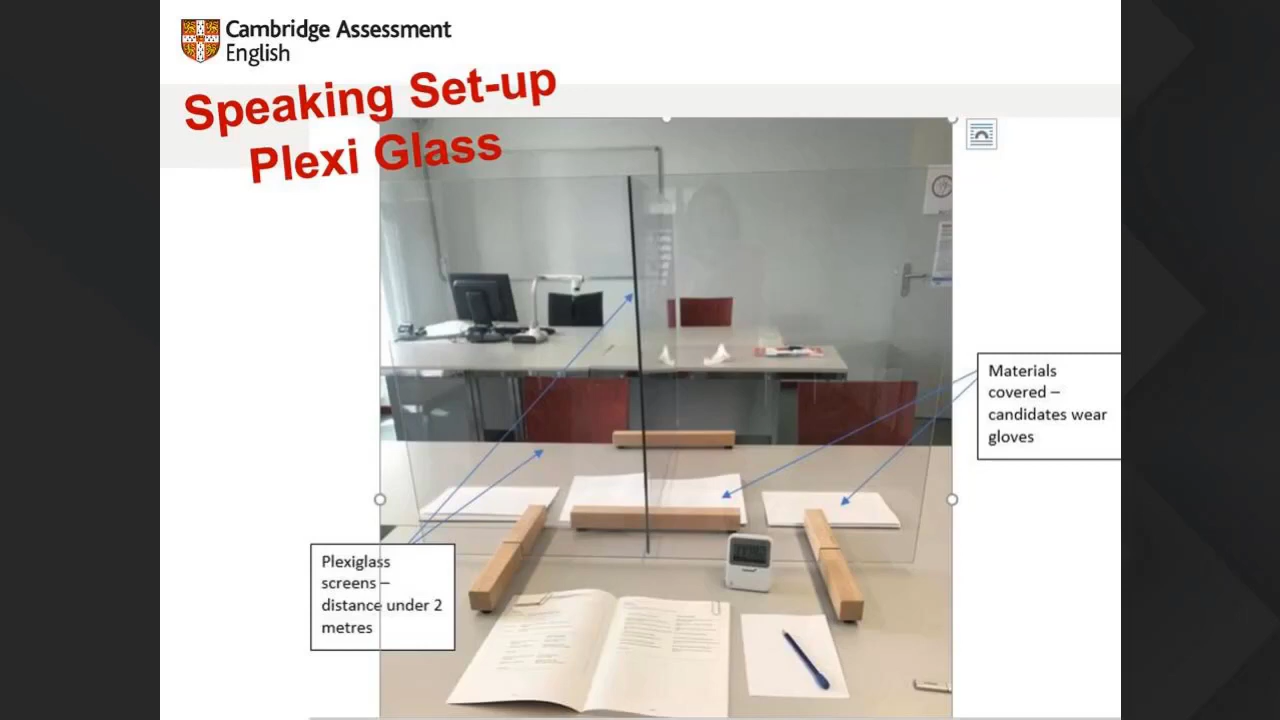 Cambridge Assessment
English
Speaking Set-up
Plexi Glass
Materials
covered –
candidates wear
gloves
Plexiglass
screens –
distance under 2
metres